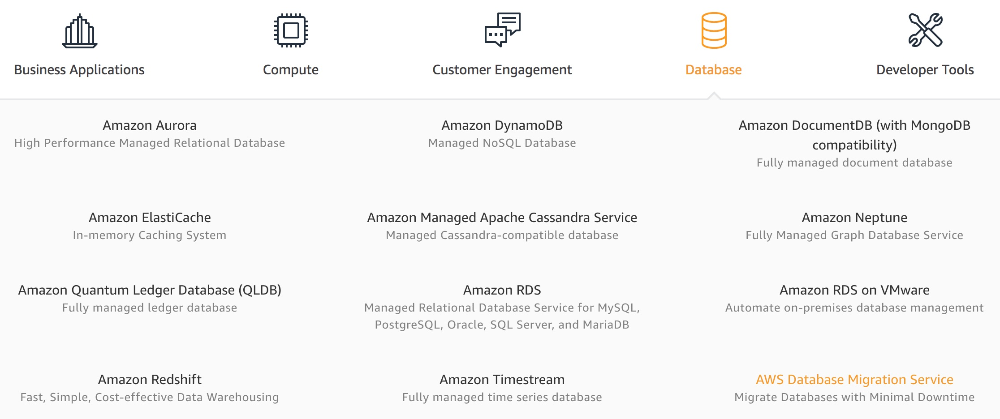 Business Applications
Compute
Customer Engagement
Database
Developer Tools
Amazon Aurora
High Performance Managed Relational Database
Amazon DynamoDB
Managed NoSQL Database
Amazon DocumentDB (with MongoDB
compatibility)
Fully managed document database
Amazon ElastiCache
In-memory Caching System
Amazon Managed Apache Cassandra Service
Managed Cassandra-compatible database
Amazon Neptune
Fully Managed Graph Database Service
Amazon Quantum Ledger Database (QLDB)
Fully managed ledger database
Amazon RDS
Managed Relational Database Service for MySQL,
PostgreSQL, Oracle, SQL Server, and MariaDB
Amazon RDS on VMware
Automate on-premises database management
Amazon Redshift
Fast, Simple, Cost-effective Data Warehousing
Amazon Timestream
Fully managed time series database
AWS Database Migration Service
Migrate Databases with Minimal Downtime